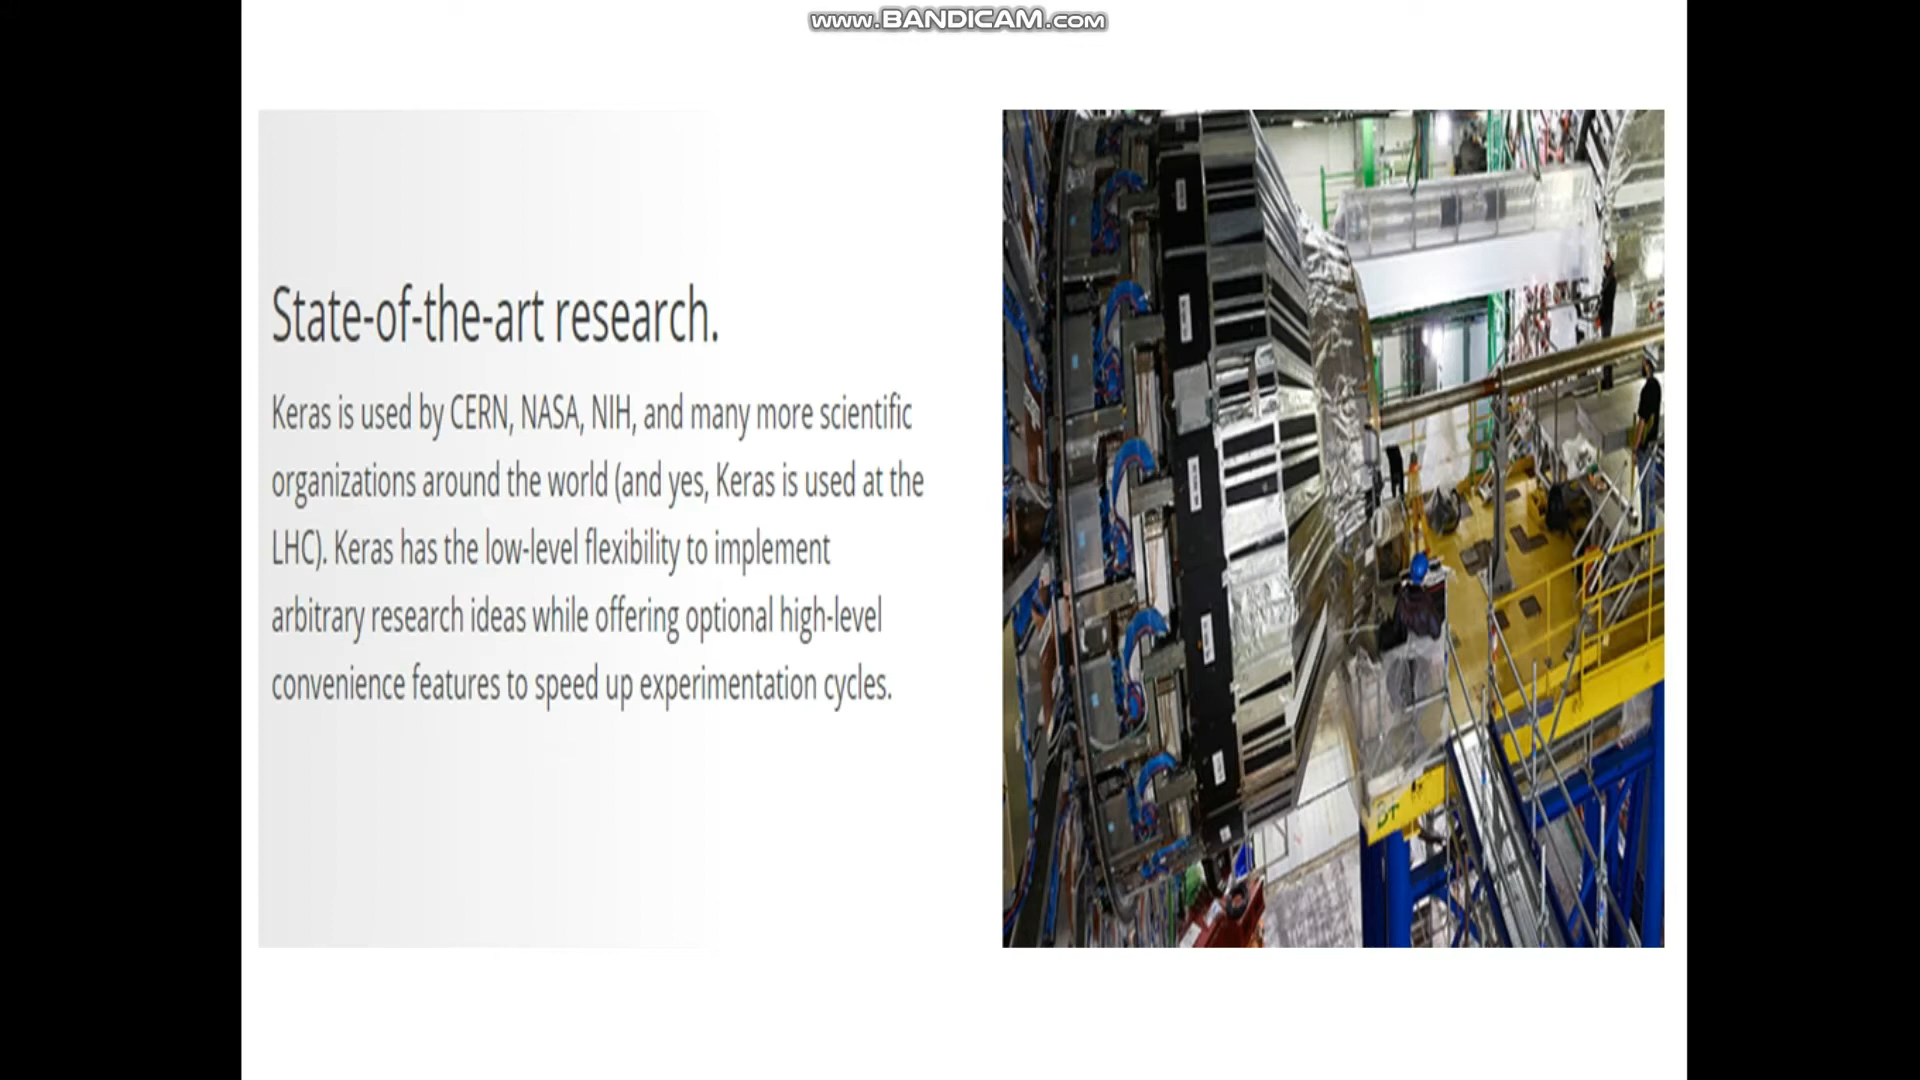 www.BANDICAM.com
State-of-the-art research.
Keras is used by CERN, NASA, NIH, and many more scientific
organizations around the world (and yes, Keras is used at the
LHC). Keras has the low-level flexibility to implement
arbitrary research ideas while offering optional high-level
convenience features to speed up experimentation cycles.
DT